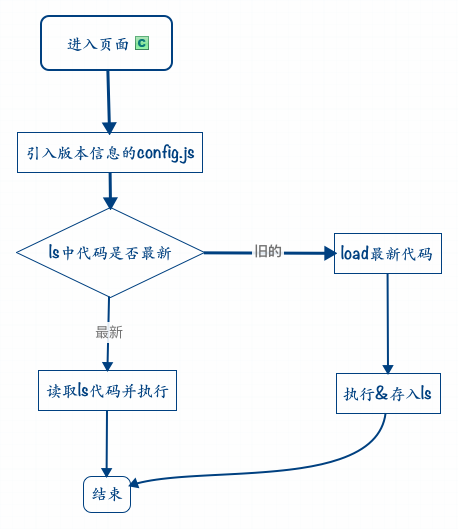 进入页面 C
引入版本信息的config.js
ls中代码是否最新
旧的
load最新代码
最新
读取ls代码并执行
执行&存入ls
结束